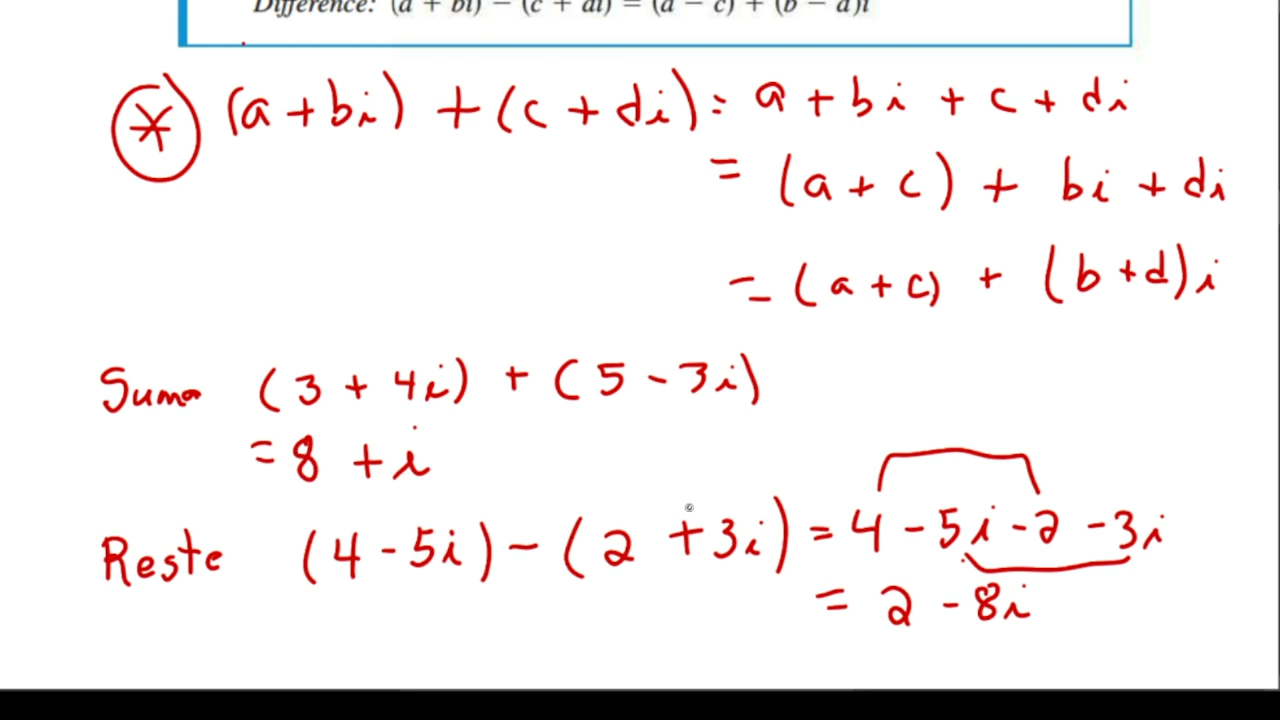 Difference: (a + bi) − (c + di) = (a − c) + (b − d)i
(a + bi) + (c + di) = a + bi + c + di
= (a + c) + bi + di
= (a + c) + (b + d)i
Suma (3 + 4i) + (5 - 3i)
= 8 + i
Reste (4 - 5i) - (2 + 3i) = 4 - 5i - 2 - 3i
= 2 - 8i